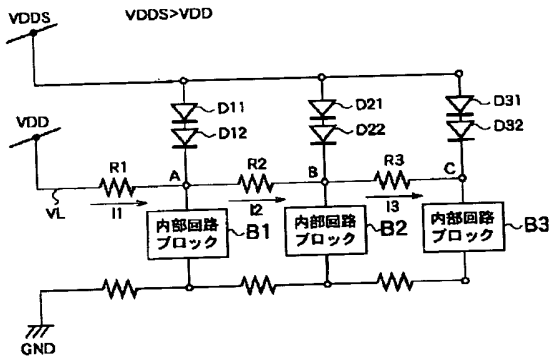 VDDS
VDDS>VDD
D11
D12
D21
D22
D31
D32
VDD
R1
A
R2
B
R3
C
VL
I1
I2
I3
内部回路
ブロック
B1
内部回路
ブロック
B2
内部回路
ブロック
B3
GND